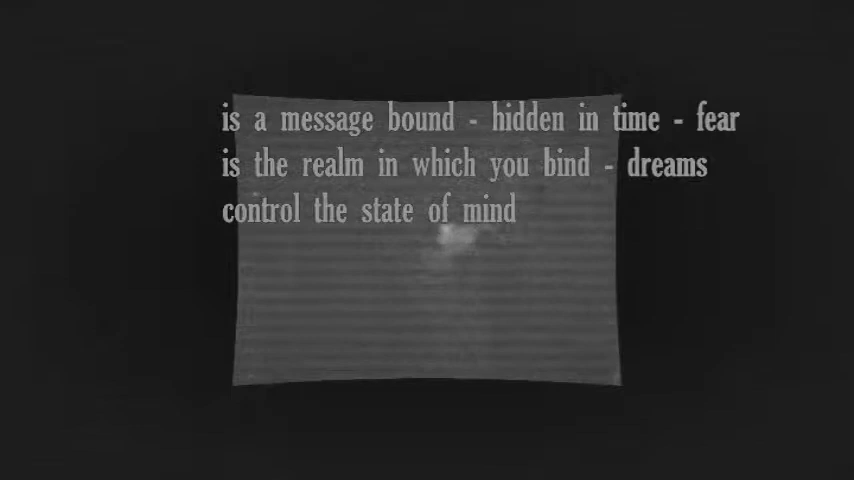 is a message bound - hidden in time - fear
is the realm in which you bind - dreams
control the state of mind